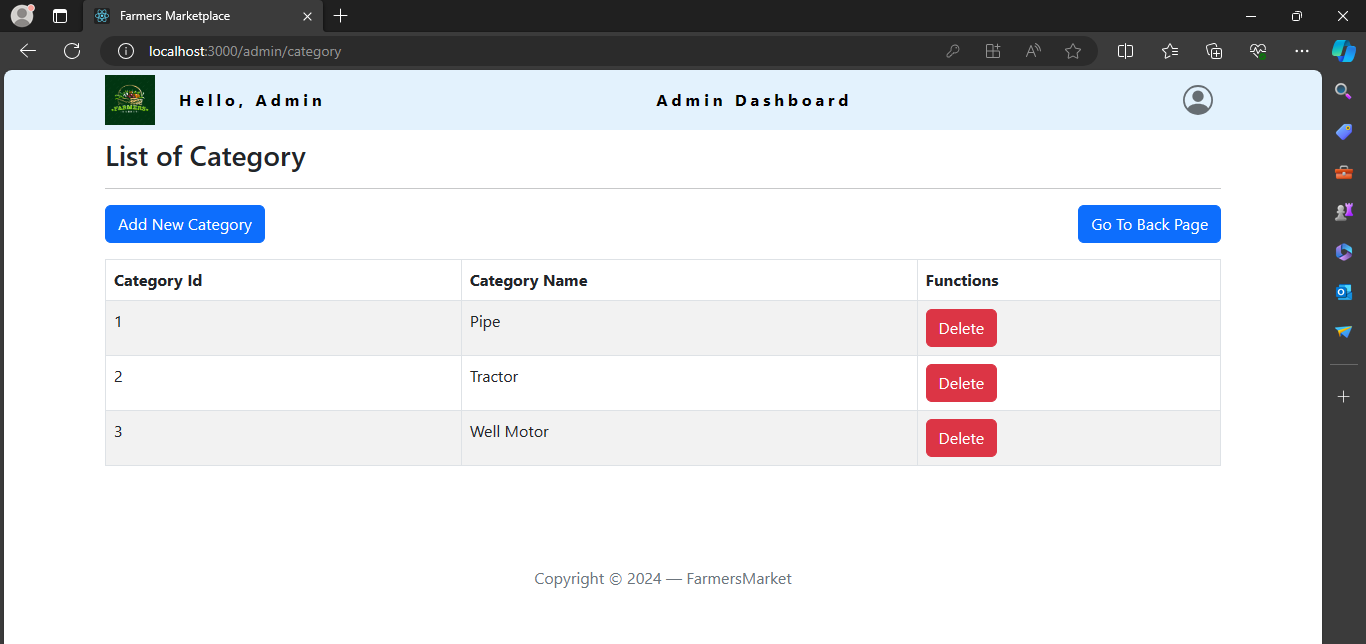 Farmers Marketplace
localhost:3000/admin/category
FARMERS
Hello, Admin
Admin Dashboard
List of Category
Add New Category
Go To Back Page
Category Id Category Name Functions
1 Pipe Delete
2 Tractor Delete
3 Well Motor Delete
Copyright © 2024 — FarmersMarket